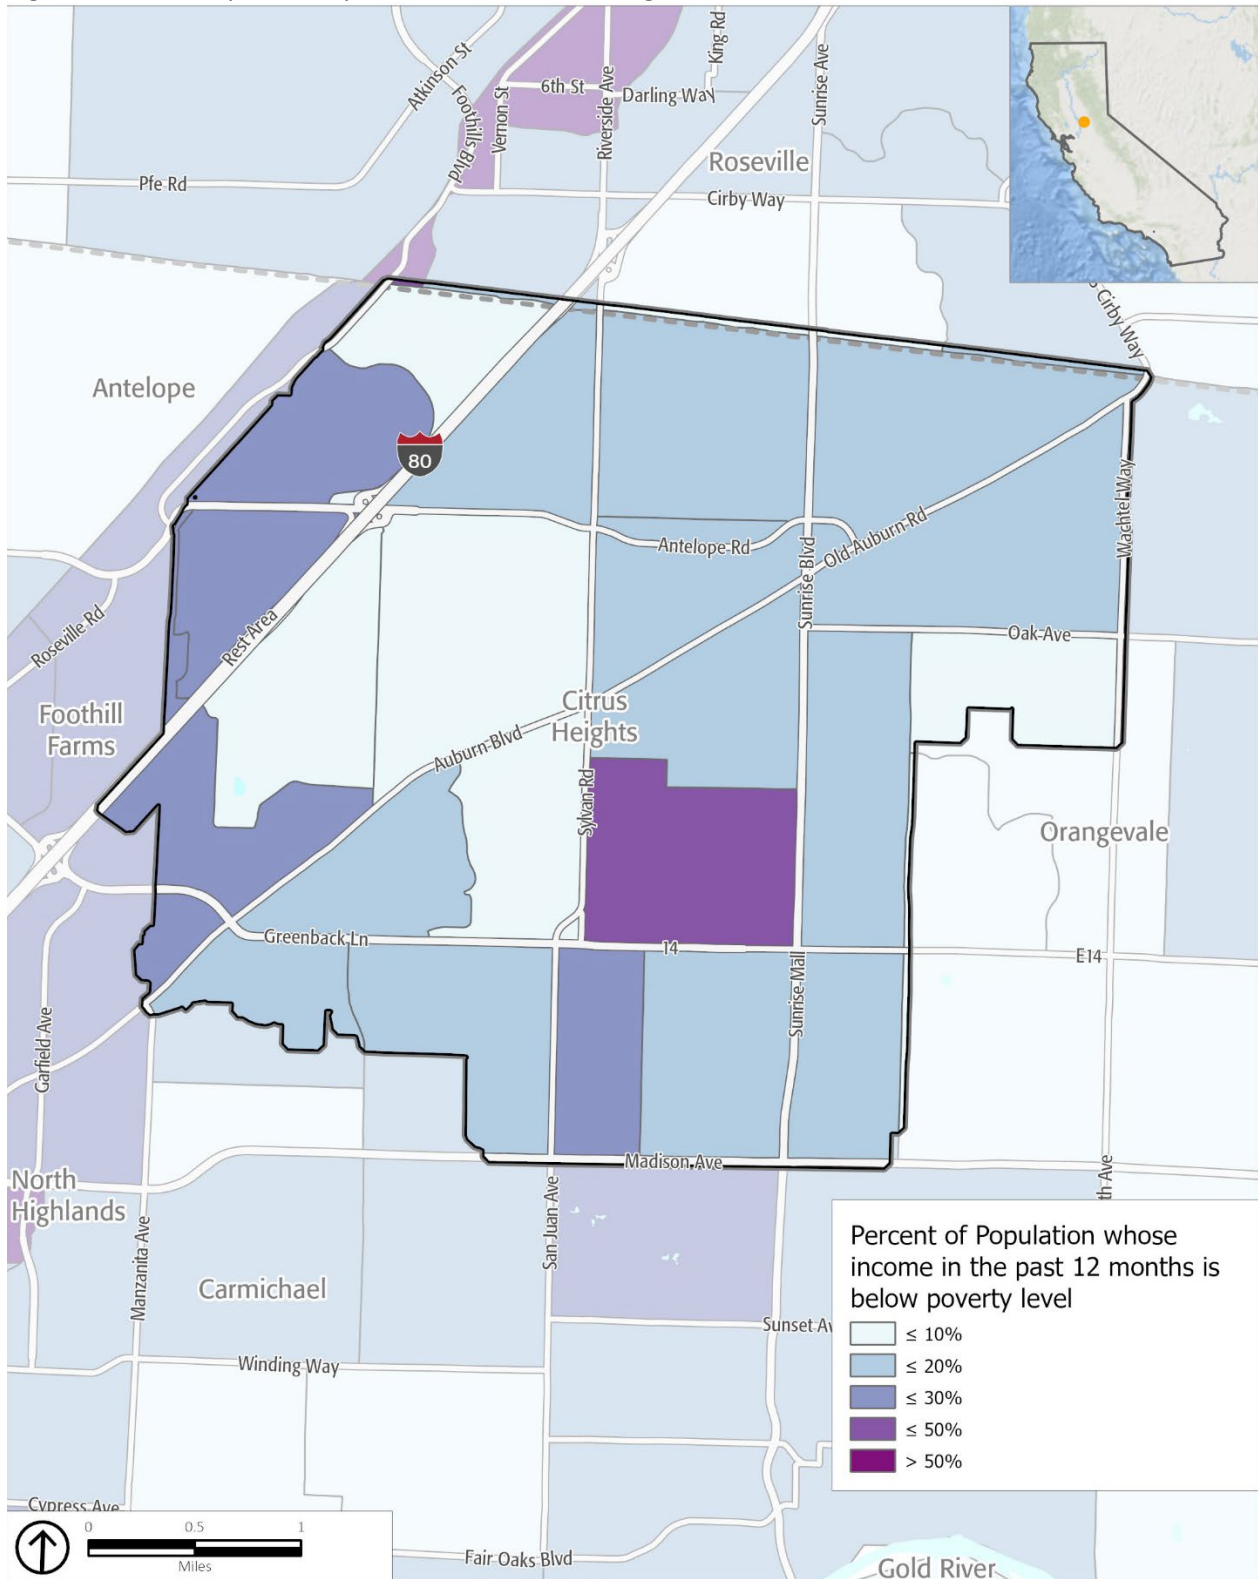 Atkinson St
Foothills Blvd
Vernon St
6th St
Riverside Ave
Darling Way
King Rd
Sunrise Ave
Roseville
Pfe Rd
Cirby Way
Cirby Way
Antelope
80
Wachtel Way
Antelope Rd
Sunrise Blvd
Old Auburn Rd
Oak Ave
Roseville Rd
Rest Area
Foothill
Farms
Citrus
Heights
Auburn Blvd
Sylvan Rd
Orangevale
Greenback Ln
14
E14
Sunrise Mall
Garfield Ave
Madison Ave
North
Highlands
th Ave
Manzanita Ave
San Juan Ave
Carmichael
Sunset Av
Winding Way
Cypress Ave
Fair Oaks Blvd
Gold River
Percent of Population whose
income in the past 12 months is
below poverty level
≤ 10%
≤ 20%
≤ 30%
≤ 50%
> 50%
0 0.5 1
Miles